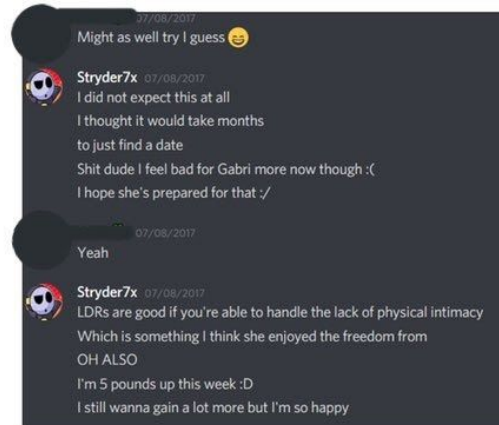 07/08/2017
Might as well try I guess 😄
Stryder7x 07/08/2017
I did not expect this at all
I thought it would take months
to just find a date
Shit dude I feel bad for Gabri more now though :(
I hope she's prepared for that :/
07/08/2017
Yeah
Stryder7x 07/08/2017
LDRs are good if you're able to handle the lack of physical intimacy
Which is something I think she enjoyed the freedom from
OH ALSO
I'm 5 pounds up this week :D
I still wanna gain a lot more but I'm so happy